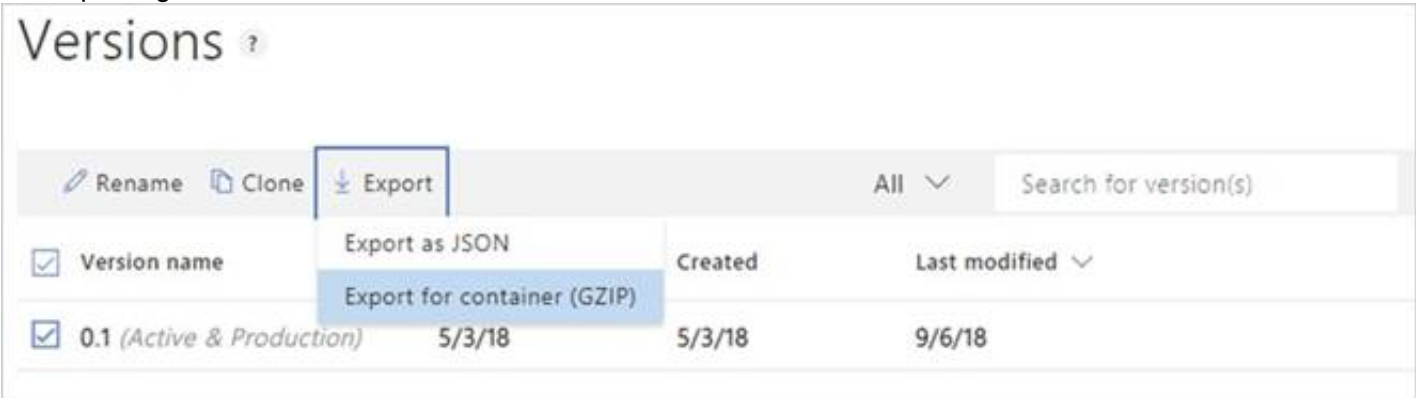 Versions ?
Rename Clone Export All Search for version(s)
Export as JSON
Version name Created Last modified
Export for container (GZIP)
0.1 (Active & Production) 5/3/18 5/3/18 9/6/18